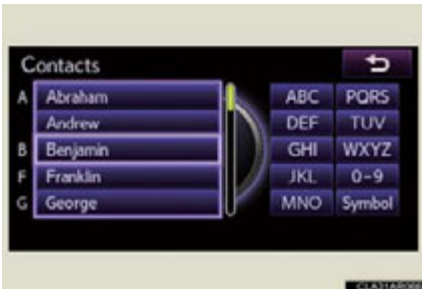 Contacts
A Abraham ABC PQRS
Andrew DEF TUV
B Benjamin GHI WXYZ
F Franklin JKL 0-9
G George MNO Symbol